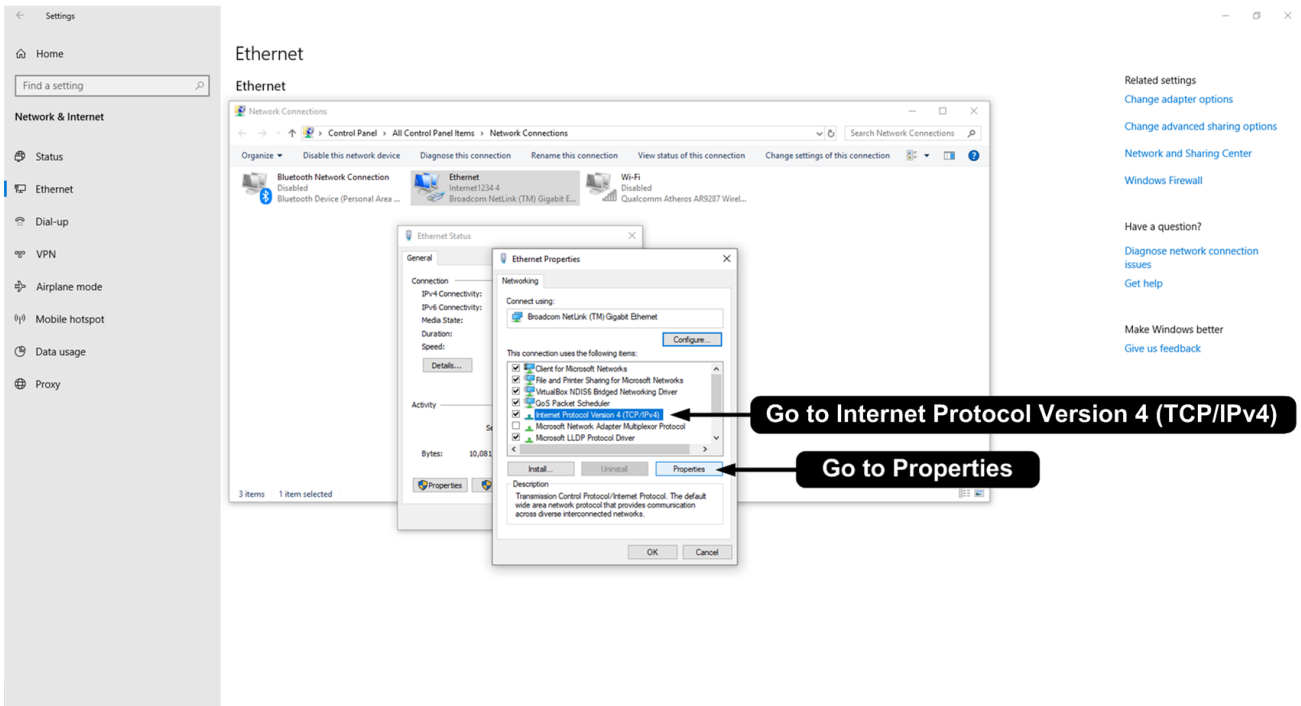 Settings
Home
Find a setting
Network & Internet
Status
Ethernet
Dial-up
VPN
Airplane mode
Mobile hotspot
Data usage
Proxy
Ethernet
Ethernet
Network Connections
Control Panel > All Control Panel Items > Network Connections
Search Network Connections
Organize Disable this network device Diagnose this connection Rename this connection View status of this connection Change settings of this connection
Bluetooth Network Connection
Disabled
Bluetooth Device (Personal Area ...
Ethernet
Internet1234 4
Broadcom NetLink (TM) Gigabit E...
Wi-Fi
Disabled
Qualcomm Atheros AR9287 Wirel...
3 items 1 item selected
Ethernet Status
General
Connection
IPv4 Connectivity:
IPv6 Connectivity:
Media State:
Duration:
Speed:
Details...
Activity
Se
Bytes: 10,081
Properties
Ethernet Properties
Networking
Connect using:
Broadcom NetLink (TM) Gigabit Ethernet
Configure...
This connection uses the following items:
Client for Microsoft Networks
File and Printer Sharing for Microsoft Networks
VirtualBox NDIS6 Bridged Networking Driver
QoS Packet Scheduler
Internet Protocol Version 4 (TCP/IPv4)
Microsoft Network Adapter Multiplexor Protocol
Microsoft LLDP Protocol Driver
Install... Uninstall Properties
Description
Transmission Control Protocol/Internet Protocol. The default
wide area network protocol that provides communication
across diverse interconnected networks.
OK Cancel
Go to Internet Protocol Version 4 (TCP/IPv4)
Go to Properties
Related settings
Change adapter options
Change advanced sharing options
Network and Sharing Center
Windows Firewall
Have a question?
Diagnose network connection
issues
Get help
Make Windows better
Give us feedback